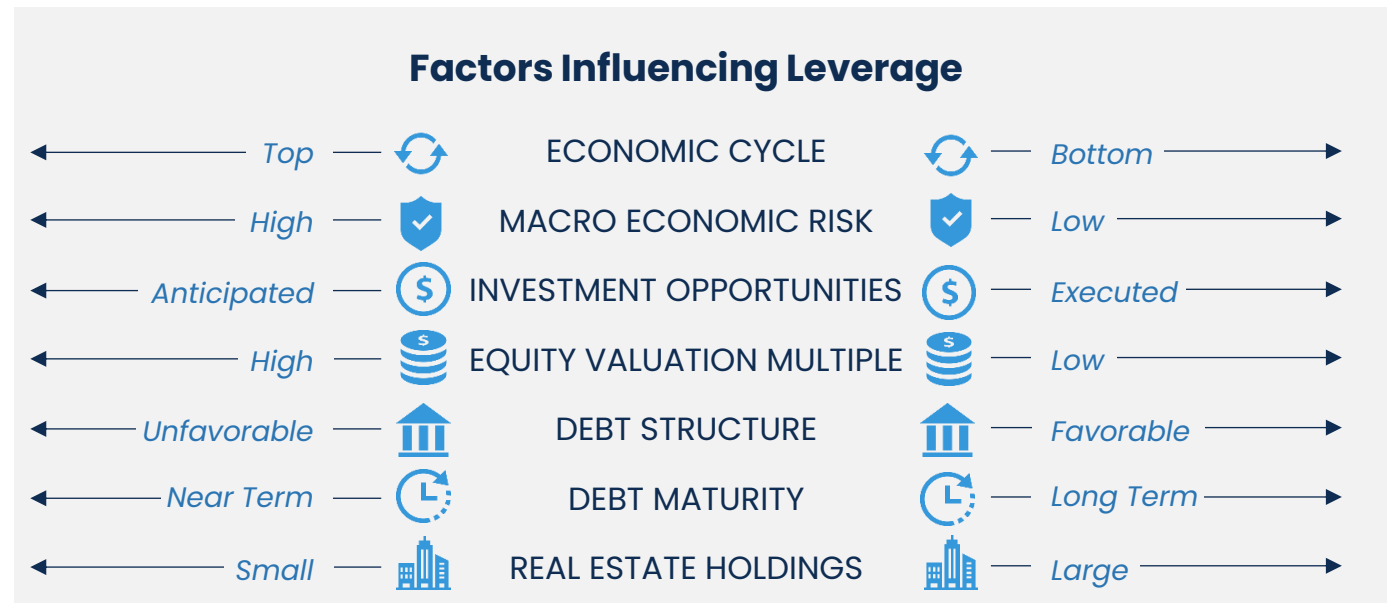 Factors Influencing Leverage
Top ECONOMIC CYCLE Bottom
High MACRO ECONOMIC RISK Low
Anticipated $ INVESTMENT OPPORTUNITIES $ Executed
High $ EQUITY VALUATION MULTIPLE $ Low
Unfavorable DEBT STRUCTURE Favorable
Near Term DEBT MATURITY Long Term
Small REAL ESTATE HOLDINGS Large